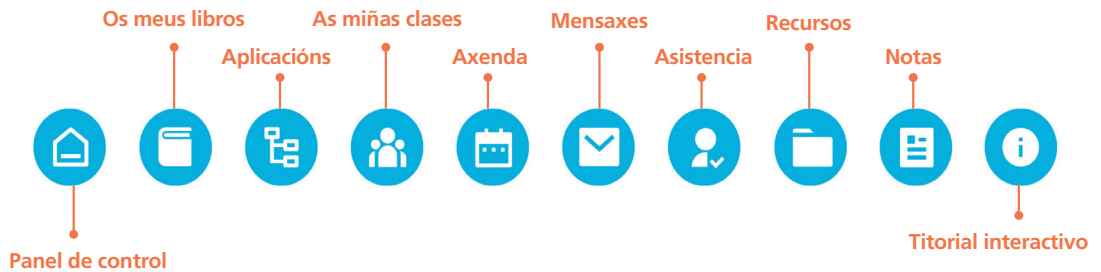 Os meus libros
As miñas clases
Mensaxes
Recursos
Aplicacións
Axenda
Asistencia
Notas
Titorial interactivo
Panel de control